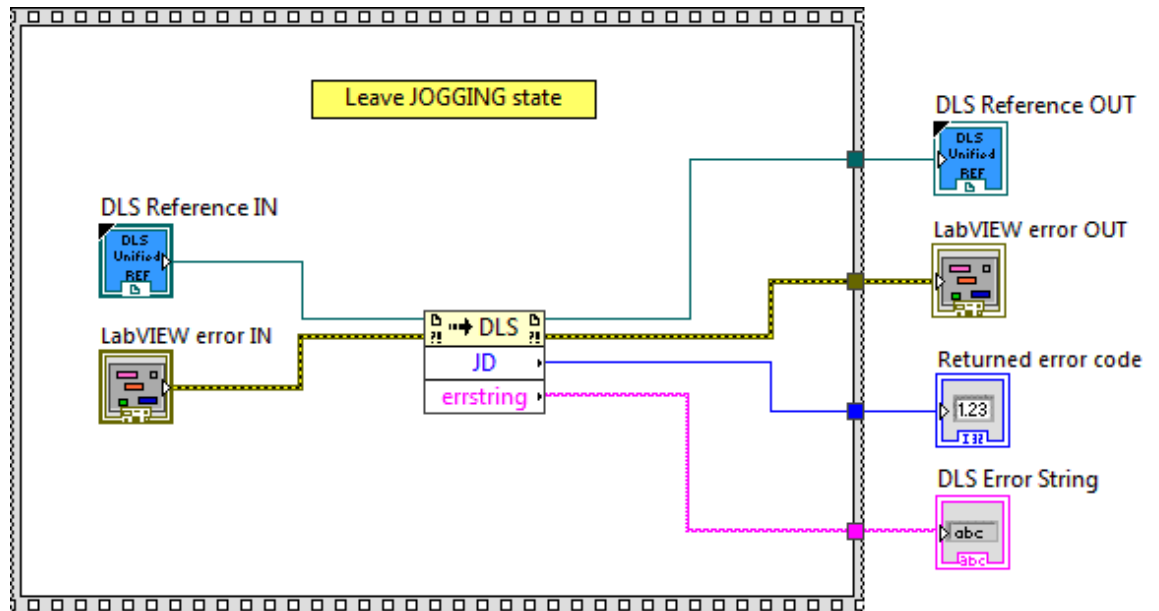 Leave JOGGING state
DLS Reference OUT
DLS
Unified
REF
DLS Reference IN
DLS
Unified
REF
LabVIEW error OUT
LabVIEW error IN
?! DLS ?!
JD
errstring
Returned error code
1.23
I32
DLS Error String
abc
abc